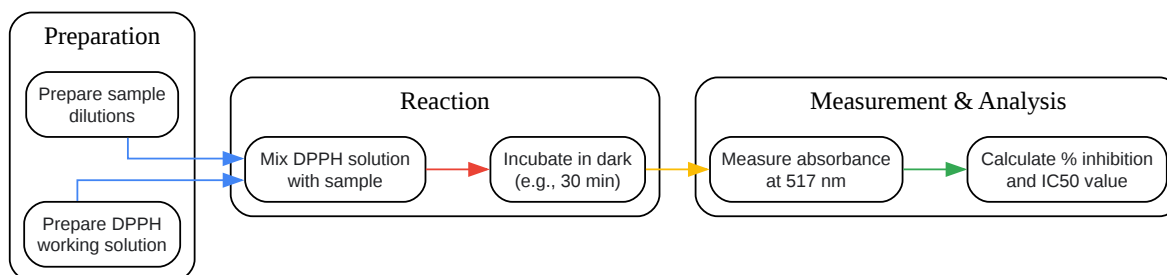 Preparation
Prepare sample
dilutions
Prepare DPPH
working solution
Reaction
Mix DPPH solution
with sample
Incubate in dark
(e.g., 30 min)
Measurement & Analysis
Measure absorbance
at 517 nm
Calculate % inhibition
and IC50 value